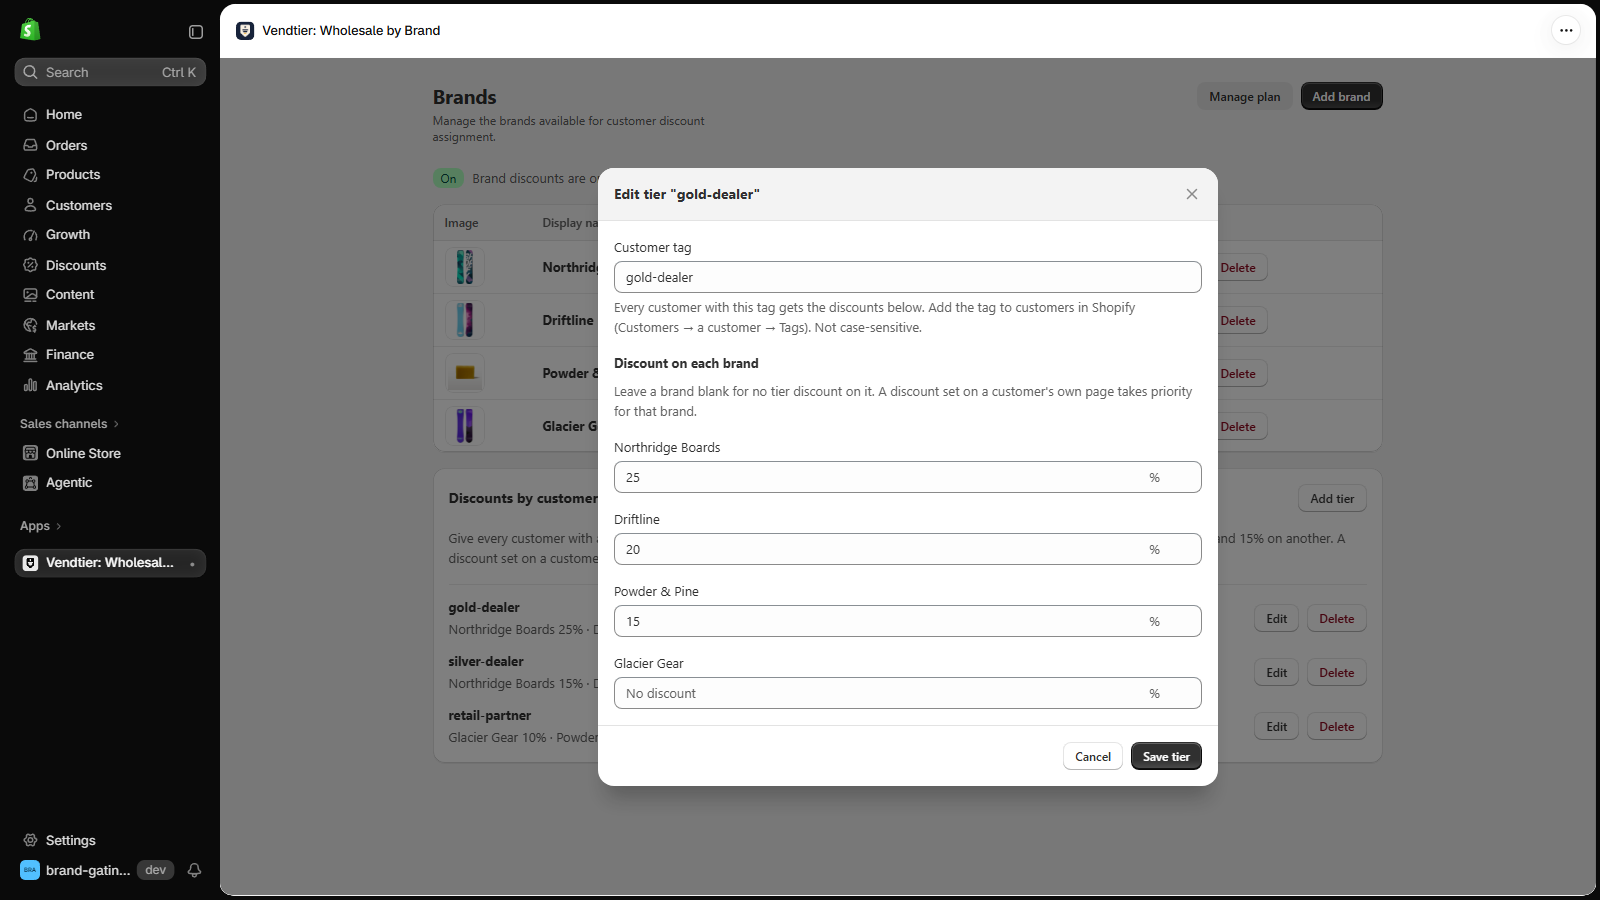 Vendtier: Wholesale by Brand
Search Ctrl K
Home
Orders
Products
Customers
Growth
Discounts
Content
Markets
Finance
Analytics
Sales channels
Online Store
Agentic
Apps
Vendtier: Wholesal...
Settings
BRA brand-gatin... dev
Brands
Manage the brands available for customer discount
assignment.
Manage plan
Add brand
On Brand discounts are o
Image Display na
Northridg
Delete
Driftline
Delete
Powder &
Delete
Glacier G
Delete
Discounts by customer
Add tier
Give every customer with nd 15% on another. A
discount set on a custome
gold-dealer
Northridge Boards 25% · D
Edit Delete
silver-dealer
Northridge Boards 15% · D
Edit Delete
retail-partner
Glacier Gear 10% · Powder
Edit Delete
Edit tier "gold-dealer"
Customer tag
gold-dealer
Every customer with this tag gets the discounts below. Add the tag to customers in Shopify
(Customers → a customer → Tags). Not case-sensitive.
Discount on each brand
Leave a brand blank for no tier discount on it. A discount set on a customer's own page takes priority
for that brand.
Northridge Boards
25 %
Driftline
20 %
Powder & Pine
15 %
Glacier Gear
No discount %
Cancel
Save tier